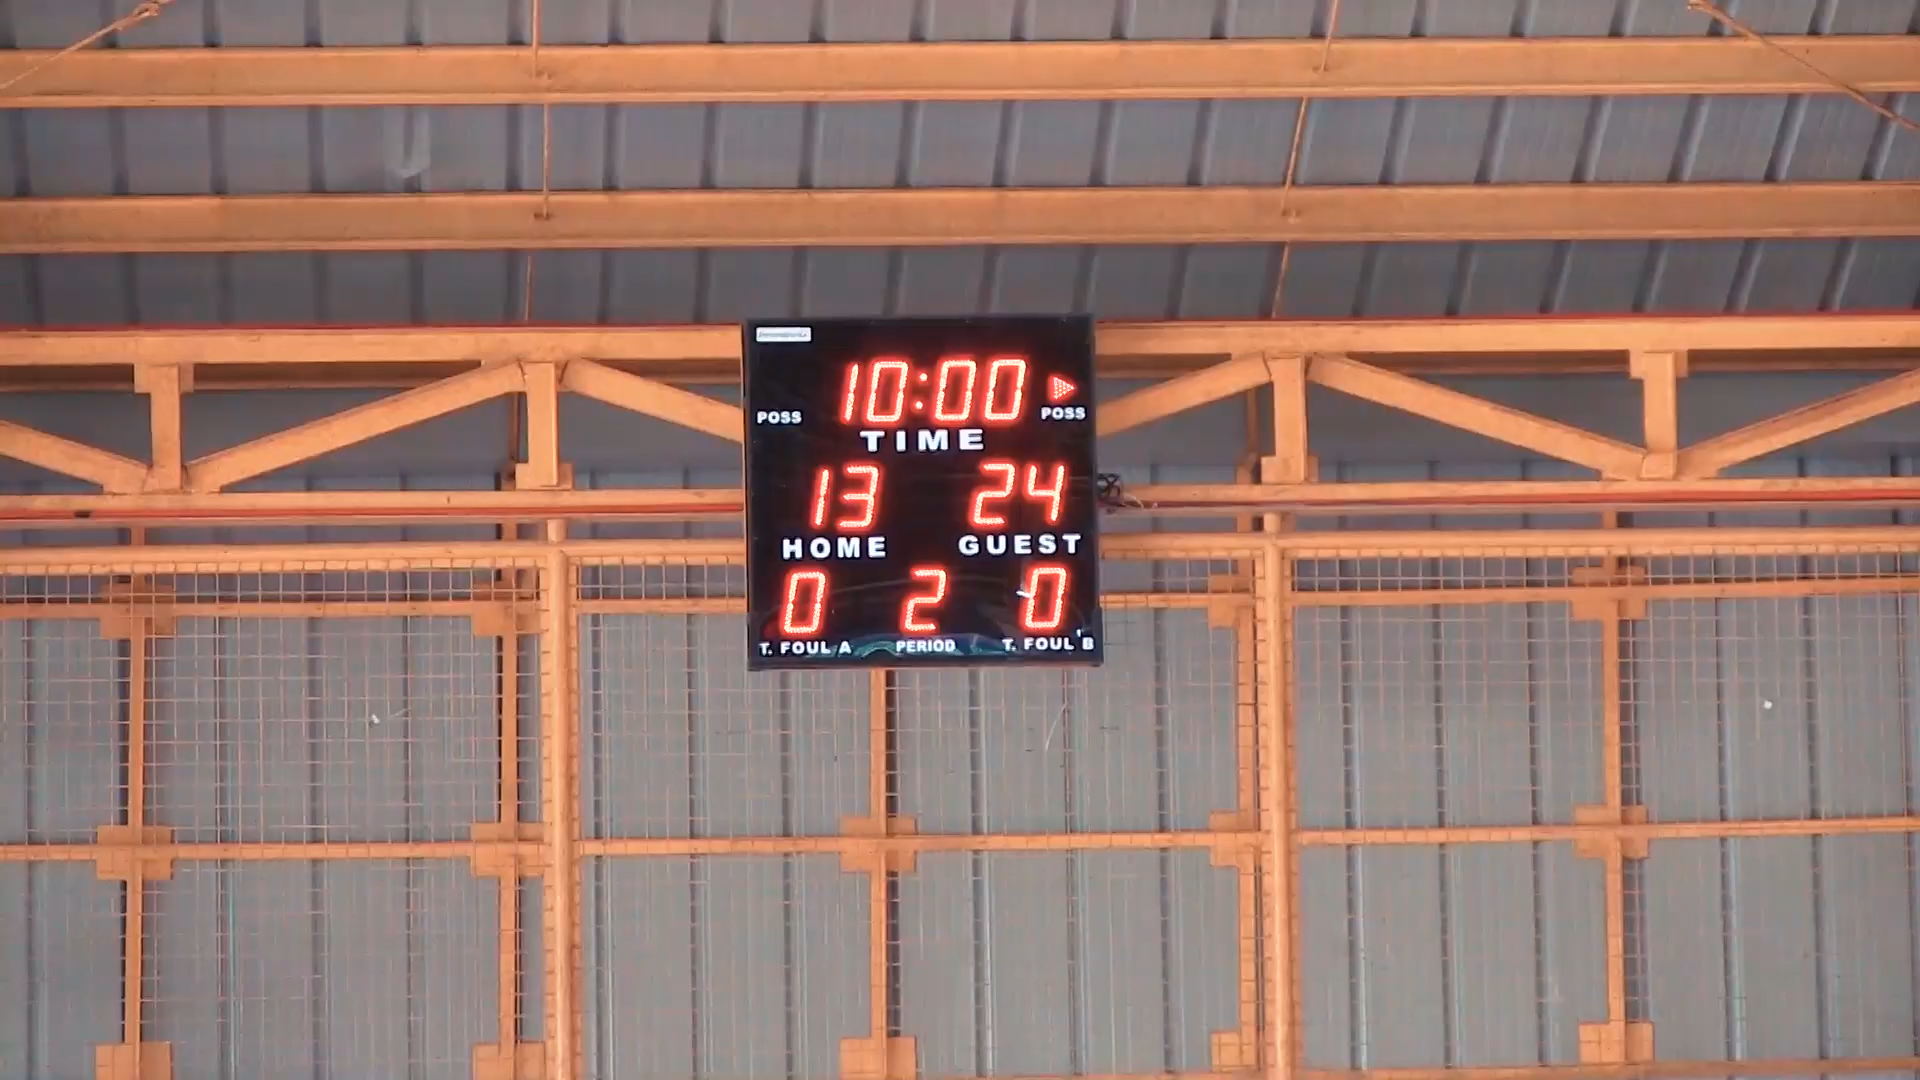 10:00
POSS POSS
TIME
13 24
HOME GUEST
0 2 0
T. FOUL A PERIOD T. FOUL B